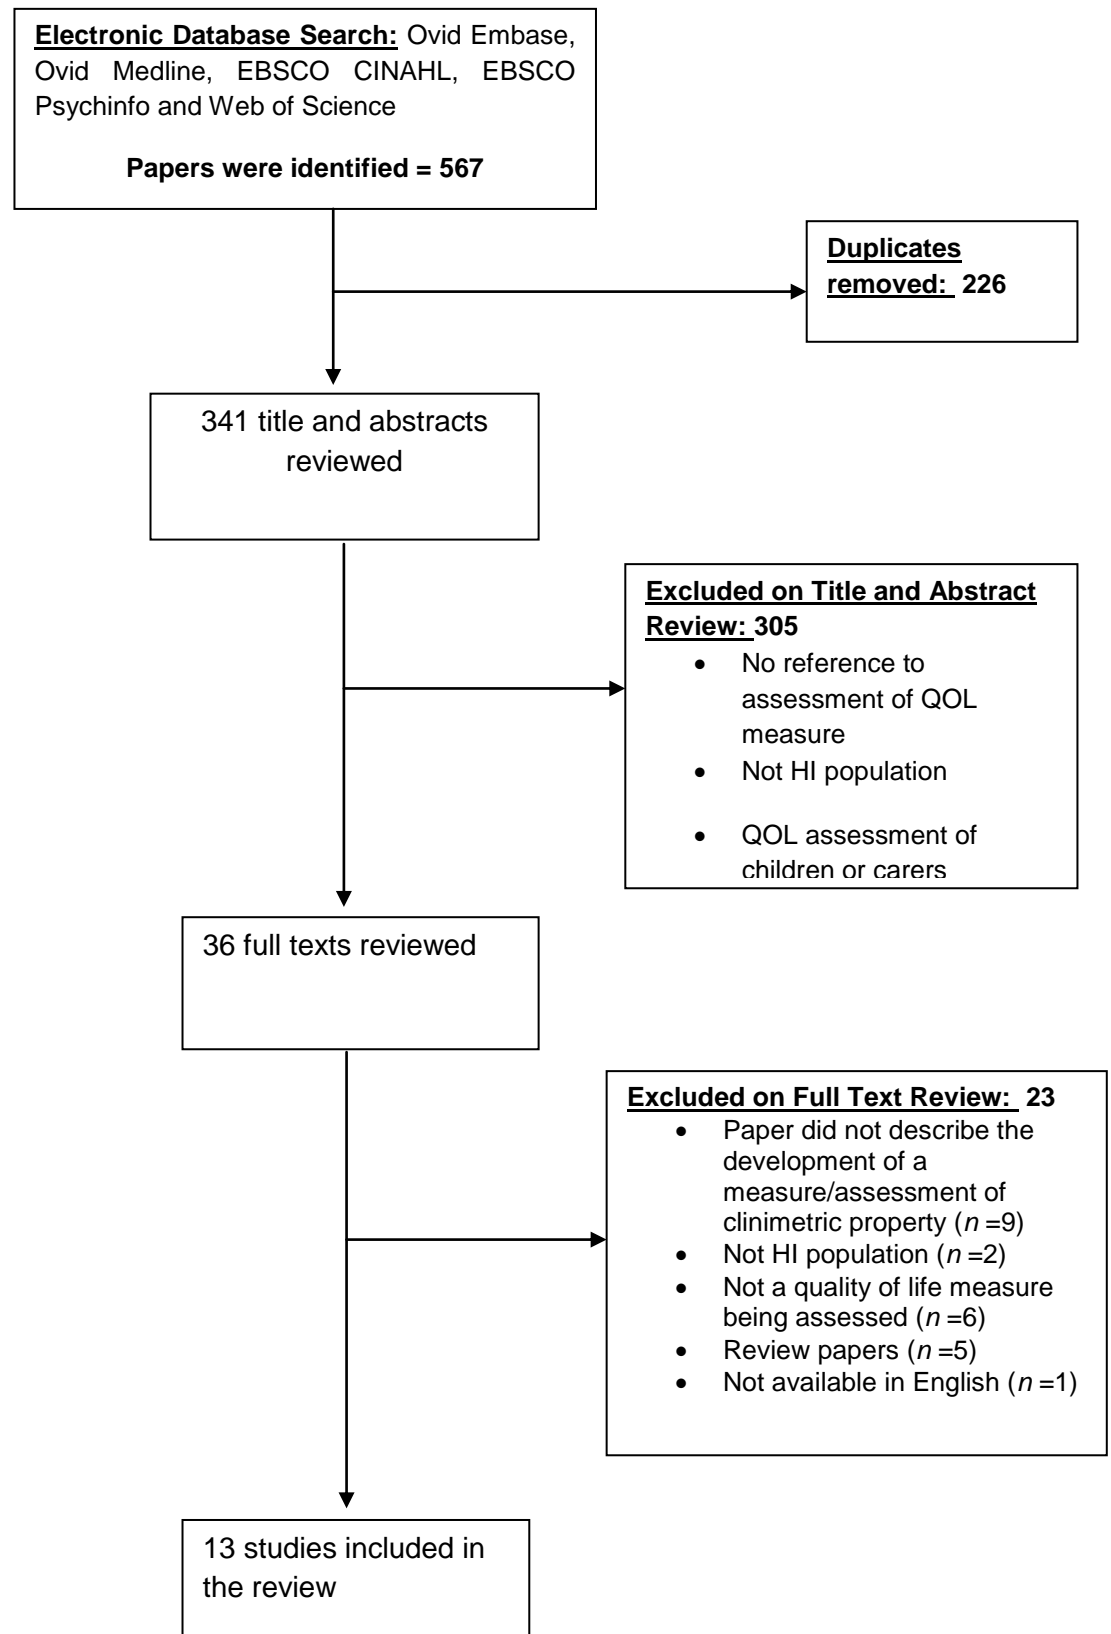 Electronic Database Search: Ovid Embase,
Ovid Medline, EBSCO CINAHL, EBSCO
Psychinfo and Web of Science
Papers were identified = 567
Duplicates
removed: 226
341 title and abstracts
reviewed
Excluded on Title and Abstract
Review: 305
• No reference to
assessment of QOL
measure
• Not HI population
• QOL assessment of
children or carers
36 full texts reviewed
Excluded on Full Text Review: 23
• Paper did not describe the
development of a
measure/assessment of
clinimetric property (n =9)
• Not HI population (n =2)
• Not a quality of life measure
being assessed (n =6)
• Review papers (n =5)
• Not available in English (n =1)
13 studies included in
the review